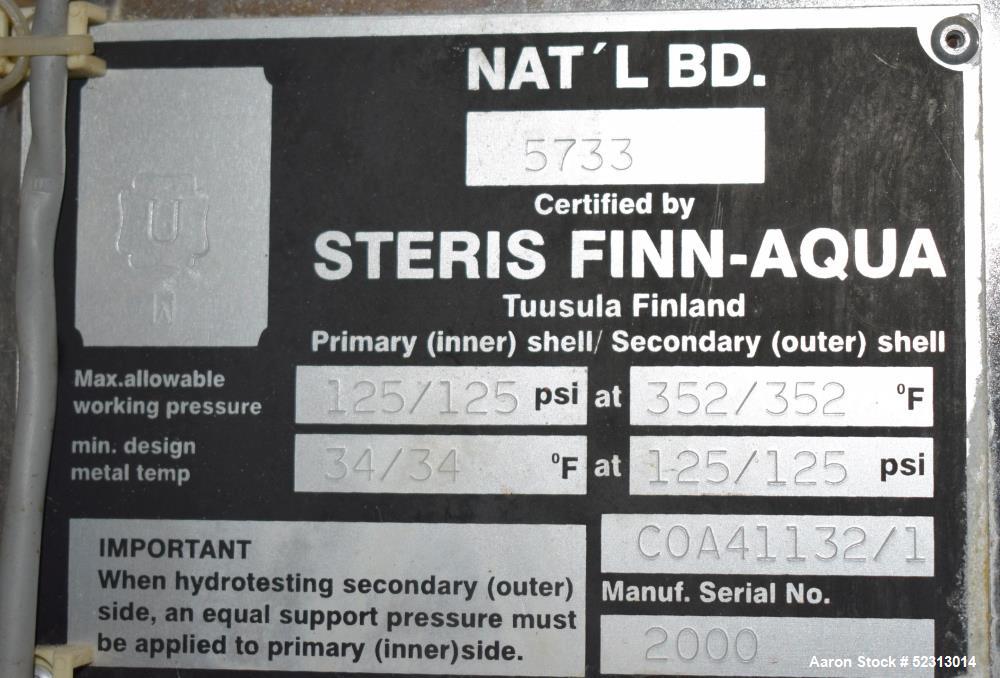 NAT´L BD.
5733
Certified by
STERIS FINN-AQUA
Tuusula Finland
Primary (inner) shell/ Secondary (outer) shell
U
W
Max.allowable
working pressure
125/125 psi at 352/352 °F
min. design
metal temp
34/34 °F at 125/125 psi
IMPORTANT
When hydrotesting secondary (outer)
side, an equal support pressure must
be applied to primary (inner)side.
COA41132/1
Manuf. Serial No.
2000
Aaron Stock # 52313014